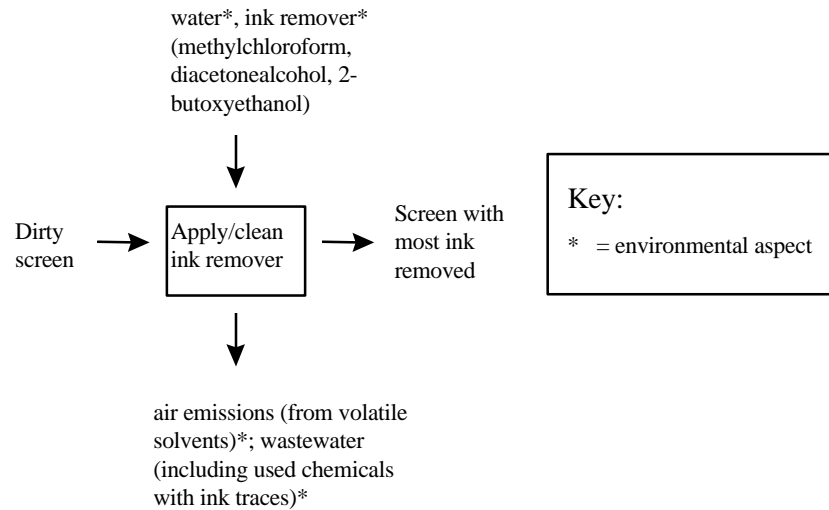 water*, ink remover*
(methylchloroform,
diacetonealcohol, 2-
butoxyethanol)
Dirty
screen
Apply/clean
ink remover
Screen with
most ink
removed
Key:
* = environmental aspect
air emissions (from volatile
solvents)*; wastewater
(including used chemicals
with ink traces)*